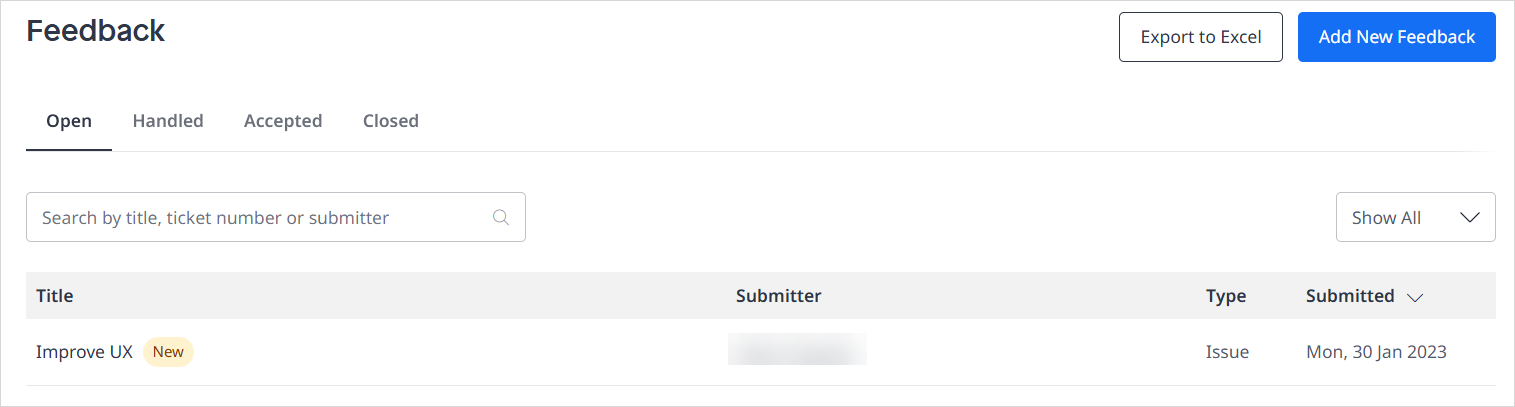 Feedback
Export to Excel
Add New Feedback
Open Handled Accepted Closed
Search by title, ticket number or submitter
Show All
Title Submitter Type Submitted
Improve UX New Issue Mon, 30 Jan 2023